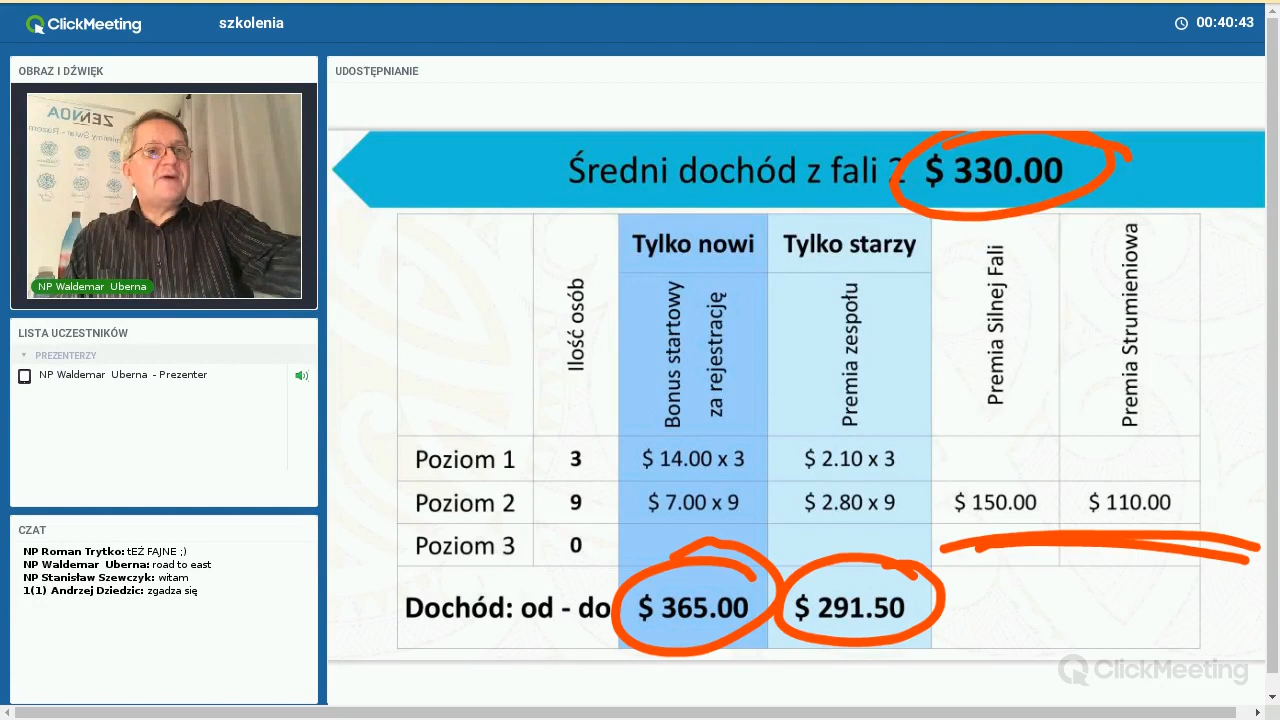 ClickMeeting
szkolenia
00:40:43
OBRAZ I DŹWIĘK
ZENNOA
NP Waldemar Uberna
LISTA UCZESTNIKÓW
PREZENTERZY
NP Waldemar Uberna - Prezenter
CZAT
NP Roman Trytko: tEŻ FAJNE ;)
NP Waldemar Uberna: road to east
NP Stanisław Szewczyk: witam
1(1) Andrzej Dziedzic: zgadza się
UDOSTĘPNIANIE
Średni dochód z fali 2 $ 330.00
Ilość osób
Tylko nowi
Bonus startowy
za rejestrację
Tylko starzy
Premia zespołu
Premia Silnej Fali
Premia Strumieniowa
Poziom 1 3 $ 14.00 x 3 $ 2.10 x 3
Poziom 2 9 $ 7.00 x 9 $ 2.80 x 9 $ 150.00 $ 110.00
Poziom 3 0
Dochód: od - do $ 365.00 $ 291.50
ClickMeeting